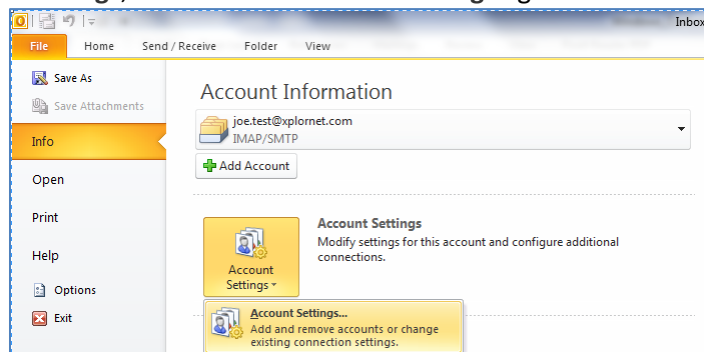 Inbox
File Home Send / Receive Folder View
Save As
Save Attachments
Info
Open
Print
Help
Options
Exit
Account Information
joe.test@xplornet.com
IMAP/SMTP
Add Account
Account Settings
Modify settings for this account and configure additional
connections.
Account
Settings
Account Settings...
Add and remove accounts or change
existing connection settings.